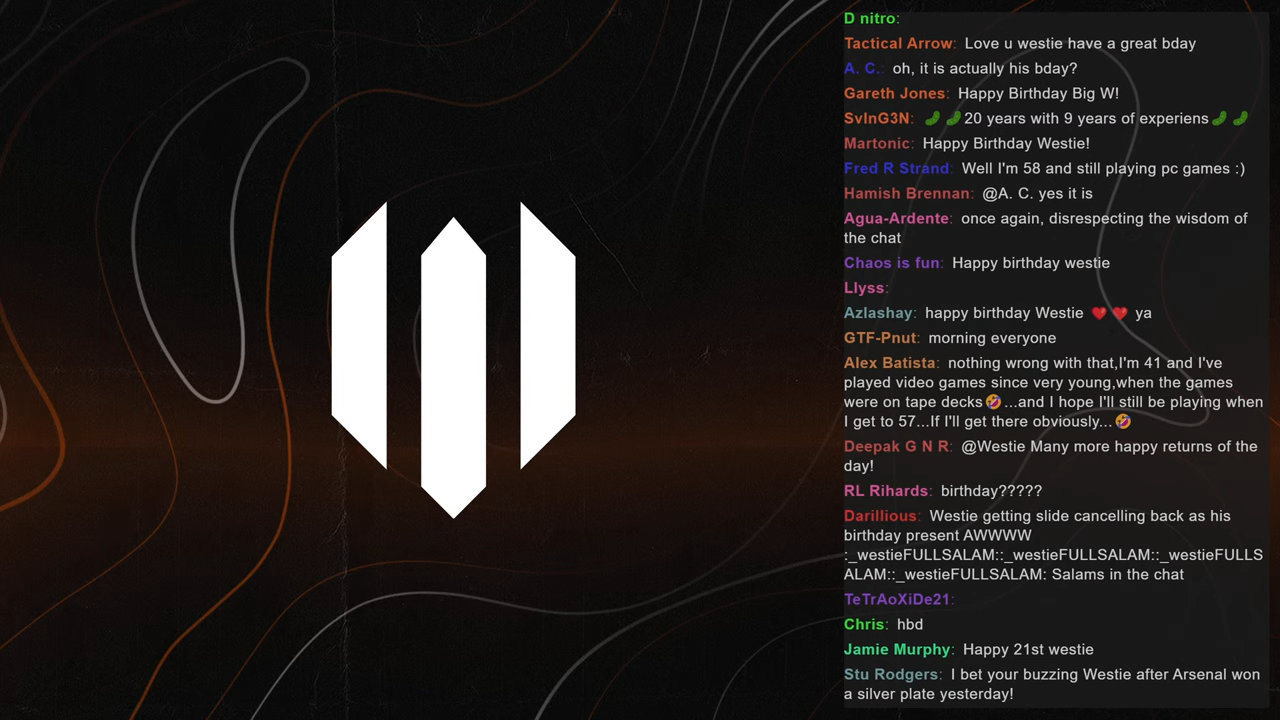 D nitro:
Tactical Arrow: Love u westie have a great bday
A. C.: oh, it is actually his bday?
Gareth Jones: Happy Birthday Big W!
SvInG3N: 🥒🥒20 years with 9 years of experiens🥒🥒
Martonic: Happy Birthday Westie!
Fred R Strand: Well I'm 58 and still playing pc games :)
Hamish Brennan: @A. C. yes it is
Agua-Ardente: once again, disrespecting the wisdom of
the chat
Chaos is fun: Happy birthday westie
Llyss:
Azlashay: happy birthday Westie ❤️❤️ ya
GTF-Pnut: morning everyone
Alex Batista: nothing wrong with that,I'm 41 and I've
played video games since very young,when the games
were on tape decks🤣...and I hope I'll still be playing when
I get to 57...If I'll get there obviously...🤣
Deepak G N R: @Westie Many more happy returns of the
day!
RL Rihards: birthday?????
Darillious: Westie getting slide cancelling back as his
birthday present AWWWW
:_westieFULLSALAM::_westieFULLSALAM::_westieFULLS
ALAM::_westieFULLSALAM: Salams in the chat
TeTrAoXiDe21:
Chris: hbd
Jamie Murphy: Happy 21st westie
Stu Rodgers: I bet your buzzing Westie after Arsenal won
a silver plate yesterday!